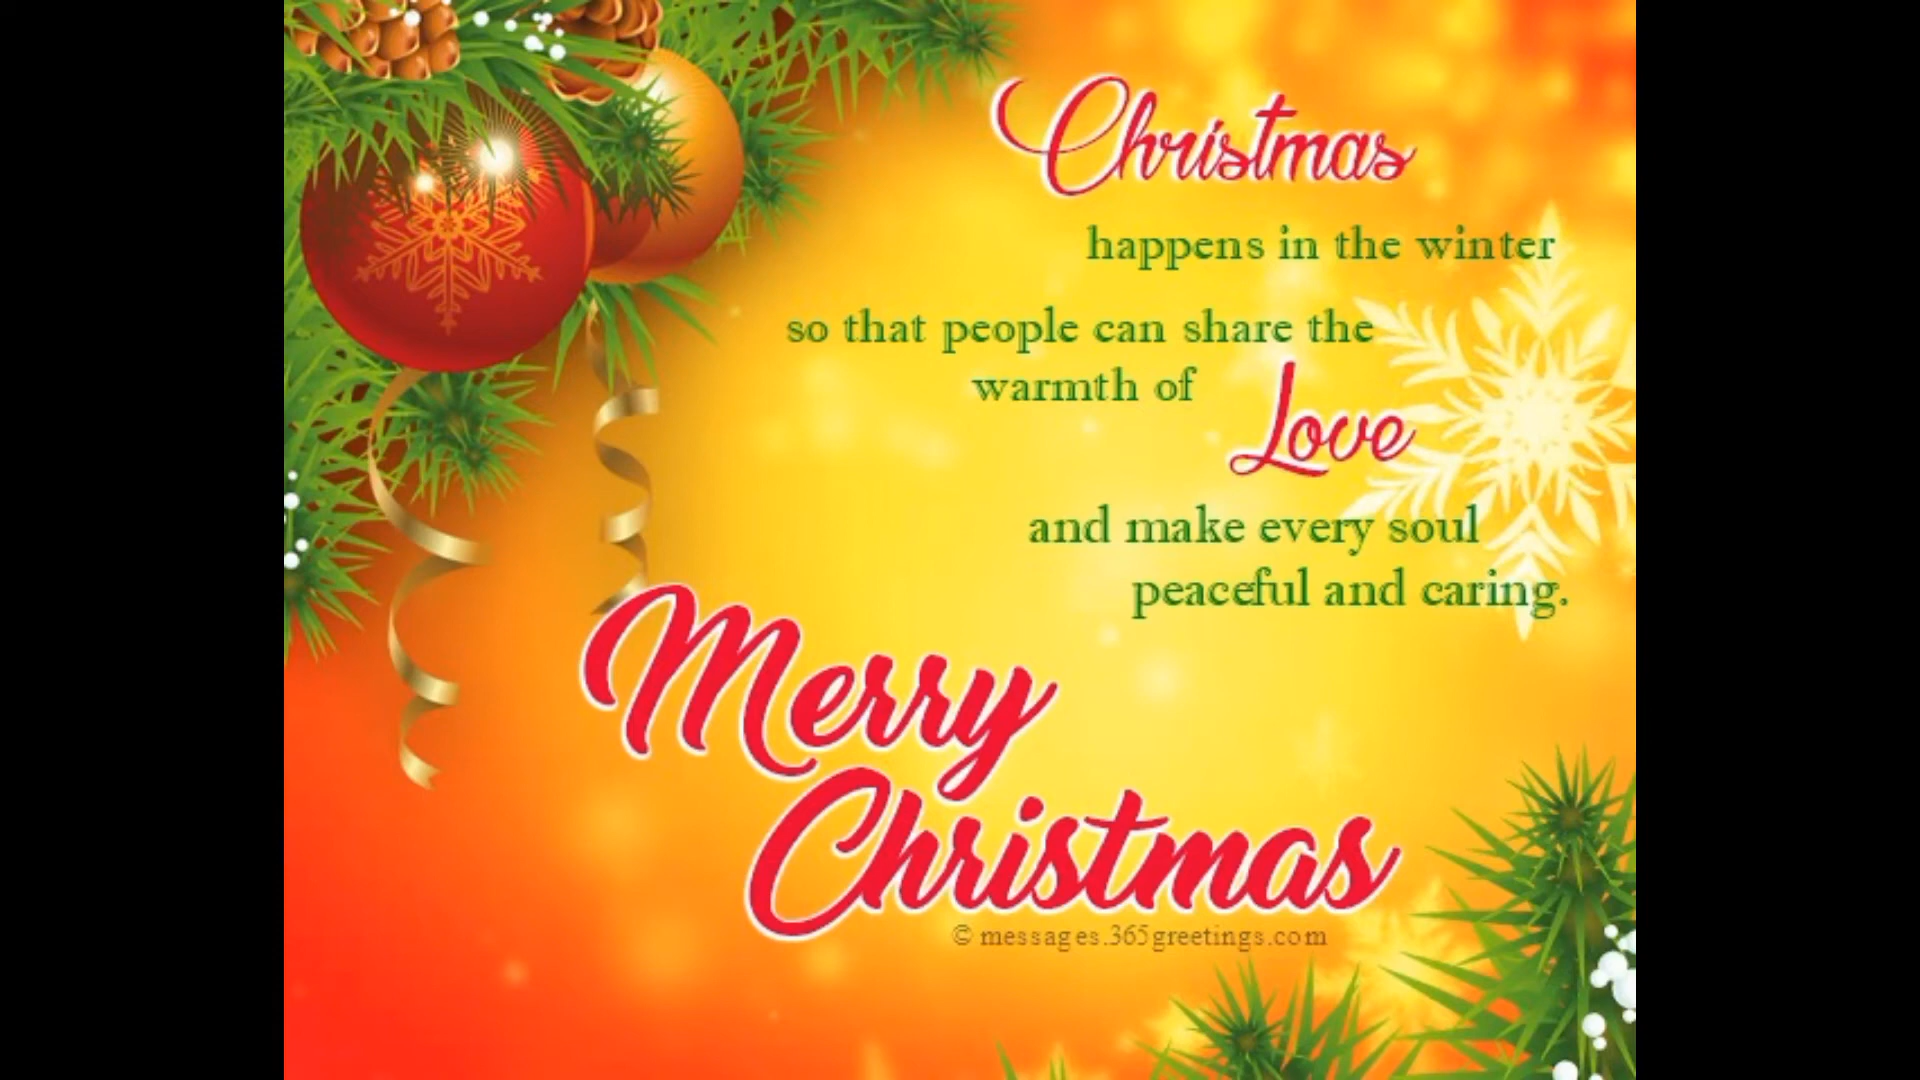 Christmas
happens in the winter
so that people can share the
warmth of
Love
and make every soul
peaceful and caring.
Merry
Christmas
© messages.365greetings.com